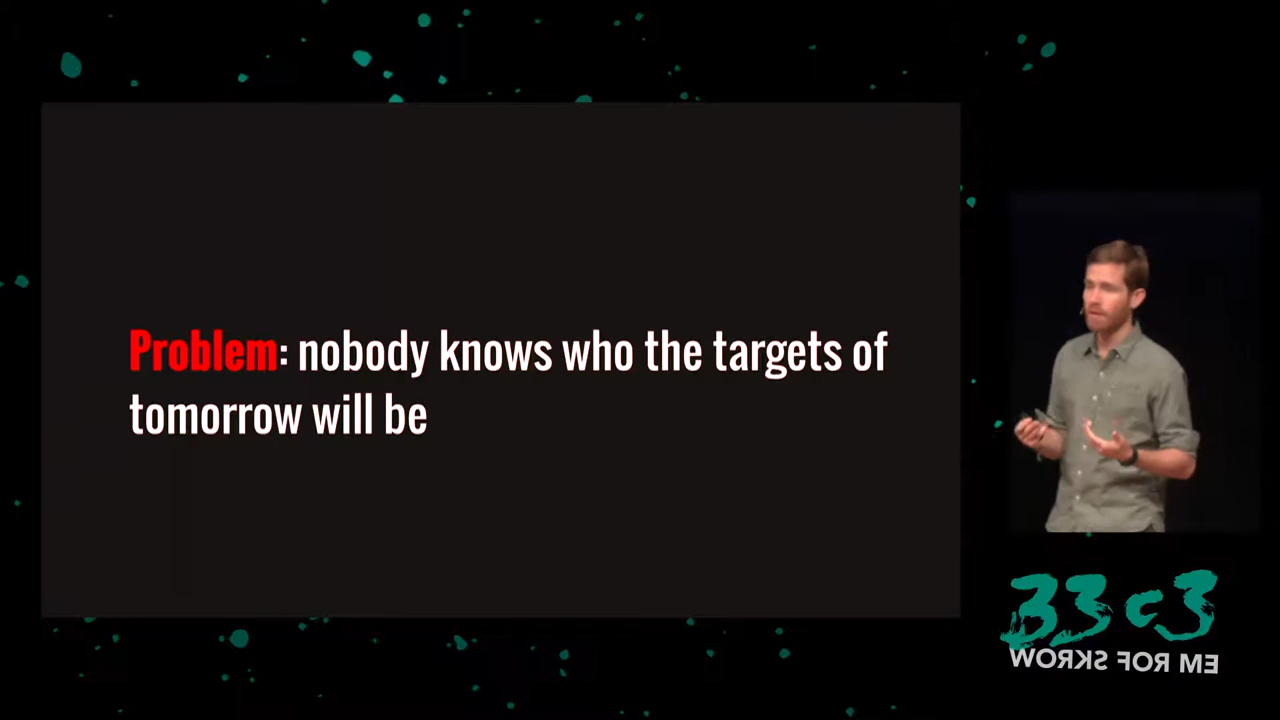 Problem: nobody knows who the targets of
tomorrow will be
33c3
WORKS FOR ME